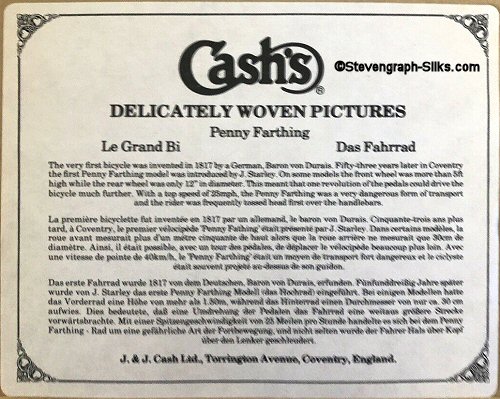 Cash's®
©Stevengraph-Silks.com
DELICATELY WOVEN PICTURES
Penny Farthing
Le Grand Bi Das Fahrrad
The very first bicycle was invented in 1817 by a German, Baron von Durais. Fifty-three years later in Coventry
the first Penny Farthing model was introduced by J. Starley. On some models the front wheel was more than 5ft
high while the rear wheel was only 12" in diameter. This meant that one revolution of the pedals could drive the
bicycle much further. With a top speed of 25mph, the Penny Farthing was a very dangerous form of transport
and the rider was frequently tossed head first over the handlebars.
La première bicyclette fut inventée en 1817 par un allemand, le baron von Durais. Cinquante-trois ans plus
tard, à Coventry, le premier vélocipède 'Penny Fathing' était présenté par J. Starley. Dans certains modèles, la
roue avant mesurait plus d'un mètre cinquante de haut alors que la roue arrière ne mesurait que 30cm de
diamètre. Ainsi, il était possible, avec un tour des pédales, de déplacer le vélocipède beaucoup plus loin. Avec
une vitesse de pointe de 40km/h, le 'Penny Farthing' était un moyen de transport fort dangereux et le cycliste
était souvent projeté au-dessus de son guidon.
Das erste Fahrrad wurde 1817 von dem Deutschen, Baron von Durais, erfunden. Fünfunddreißig Jahre später
wurde von J. Starley das erste Penny Farthing Modell (das Hochrad) eingeführt. Bei einigen Modellen hatte
das Vorderrad eine Höhe von mehr als 1.50m, während das Hinterrad einen Durchmesser von nur ca. 30 cm
aufwies. Dies bedeutete, daß eine Umdrehung der Pedalen das Fahrrad eine weitaus größere Strecke
vorwärtsbrachte. Mit einer Spitzengeschwindigkeit von 25 Meilen pro Stunde handelte es sich bei dem Penny
Farthing - Rad um eine gefährliche Art der Fortbewegung, und nicht selten wurde der Fahrer Hals über Kopf
über den Lenker geschleudert.
J. & J. Cash Ltd., Torrington Avenue, Coventry, England.